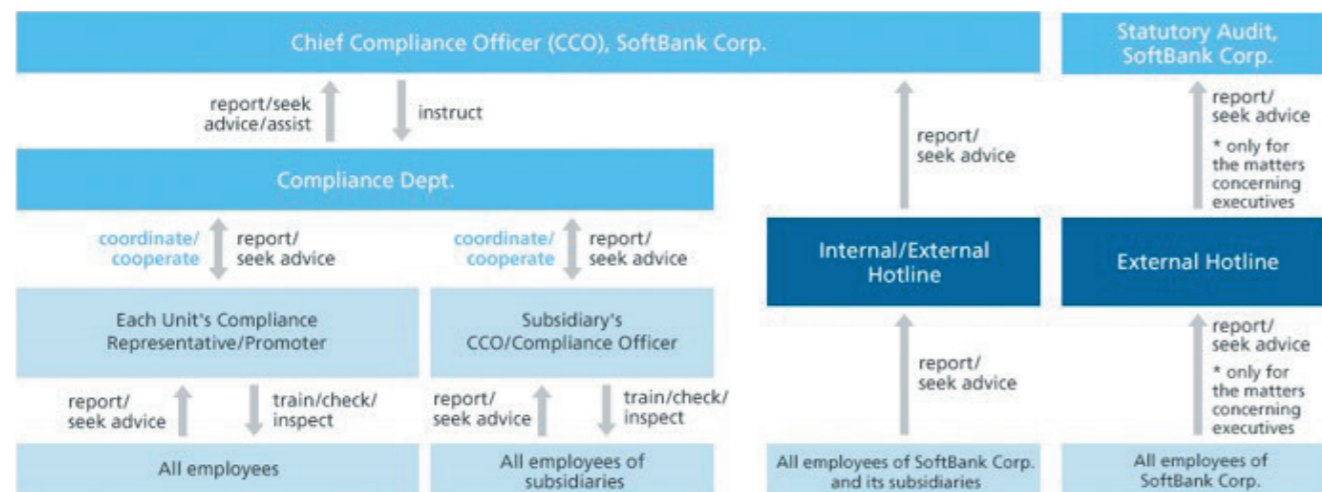 Chief Compliance Officer (CCO), SoftBank Corp.
Statutory Audit,
SoftBank Corp.
report/seek
advice/assist
instruct
report/
seek advice
report/
seek advice
* only for
the matters
concerning
executives
Compliance Dept.
coordinate/
cooperate
report/
seek advice
coordinate/
cooperate
report/
seek advice
Internal/External
Hotline
External Hotline
Each Unit's Compliance
Representative/Promoter
Subsidiary's
CCO/Compliance Officer
report/
seek advice
train/check/
inspect
report/
seek advice
train/check/
inspect
report/
seek advice
report/
seek advice
* only for
the matters
concerning
executives
All employees
All employees of
subsidiaries
All employees of SoftBank Corp.
and its subsidiaries
All employees of
SoftBank Corp.